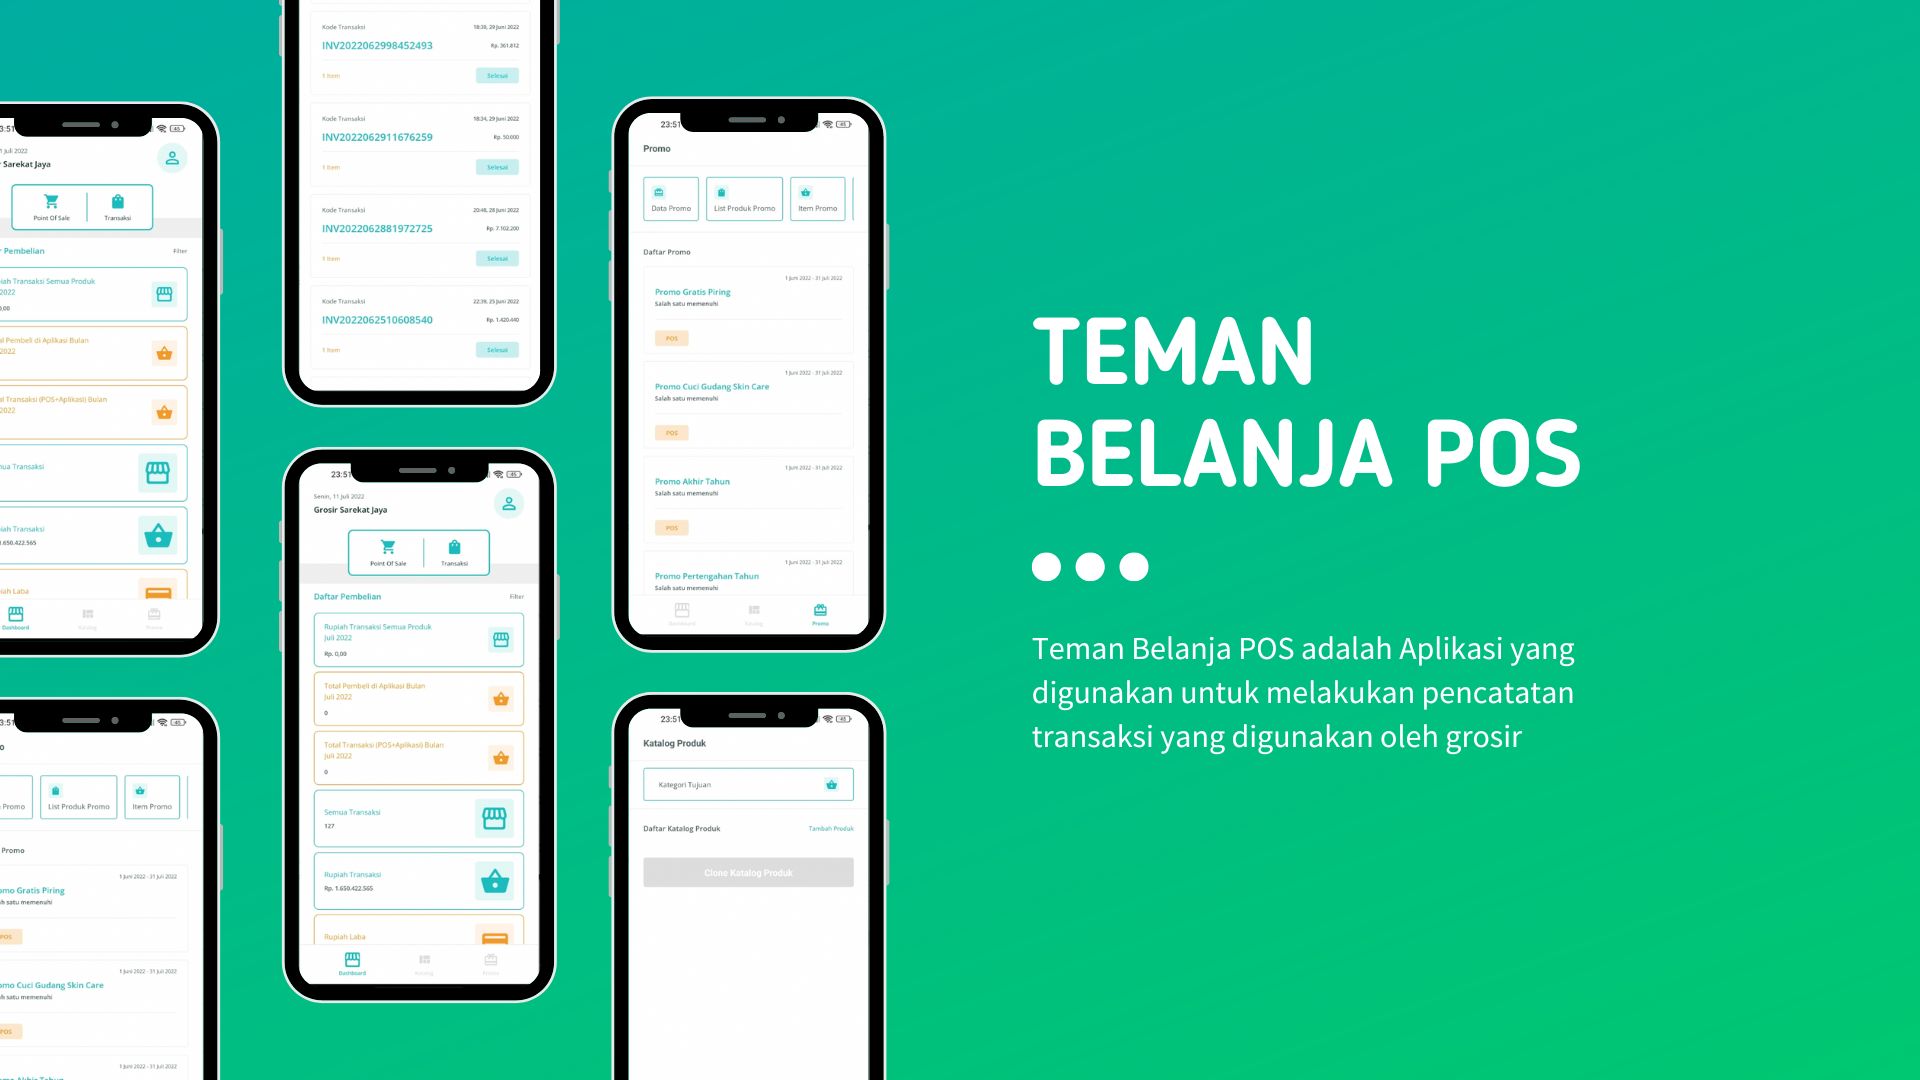 3:51
1 Juli 2022
Sarekat Jaya
Point Of Sale
Transaksi
Pembelian
Filter
iah Transaksi Semua Produk
2022
0,00
al Pembeli di Aplikasi Bulan
2022
al Transaksi (POS+Aplikasi) Bulan
2022
ua Transaksi
iah Transaksi
1.650.422.565
iah Laba
Dashboard
Katalog
Promo
3:51
o
Promo
List Produk Promo
Item Promo
Promo
1 Juni 2022 - 31 Juli 2022
omo Gratis Piring
ah satu memenuhi
POS
1 Juni 2022 - 31 Juli 2022
omo Cuci Gudang Skin Care
ah satu memenuhi
POS
1 Juni 2022 - 31 Juli 2022
omo Akhir Tahun
Kode Transaksi
18:39, 29 Juni 2022
INV2022062998452493
Rp. 361.812
1 Item
Selesai
Kode Transaksi
18:34, 29 Juni 2022
INV2022062911676259
Rp. 50.000
1 Item
Selesai
Kode Transaksi
20:48, 28 Juni 2022
INV2022062881972725
Rp. 7.102.200
1 Item
Selesai
Kode Transaksi
22:39, 25 Juni 2022
INV2022062510608540
Rp. 1.420.440
1 Item
Selesai
23:51
Senin, 11 Juli 2022
Grosir Sarekat Jaya
Point Of Sale
Transaksi
Daftar Pembelian
Filter
Rupiah Transaksi Semua Produk
Juli 2022
Rp. 0,00
Total Pembeli di Aplikasi Bulan
Juli 2022
0
Total Transaksi (POS+Aplikasi) Bulan
Juli 2022
0
Semua Transaksi
127
Rupiah Transaksi
Rp. 1.650.422.565
Rupiah Laba
Dashboard
Katalog
Promo
23:51
Promo
Data Promo
List Produk Promo
Item Promo
Daftar Promo
1 Juni 2022 - 31 Juli 2022
Promo Gratis Piring
Salah satu memenuhi
POS
1 Juni 2022 - 31 Juli 2022
Promo Cuci Gudang Skin Care
Salah satu memenuhi
POS
1 Juni 2022 - 31 Juli 2022
Promo Akhir Tahun
Salah satu memenuhi
POS
1 Juni 2022 - 31 Juli 2022
Promo Pertengahan Tahun
Salah satu memenuhi
Dashboard
Katalog
Promo
23:51
Katalog Produk
Kategori Tujuan
Daftar Katalog Produk
Tambah Produk
Clone Katalog Produk
TEMAN
BELANJA POS
Teman Belanja POS adalah Aplikasi yang
digunakan untuk melakukan pencatatan
transaksi yang digunakan oleh grosir